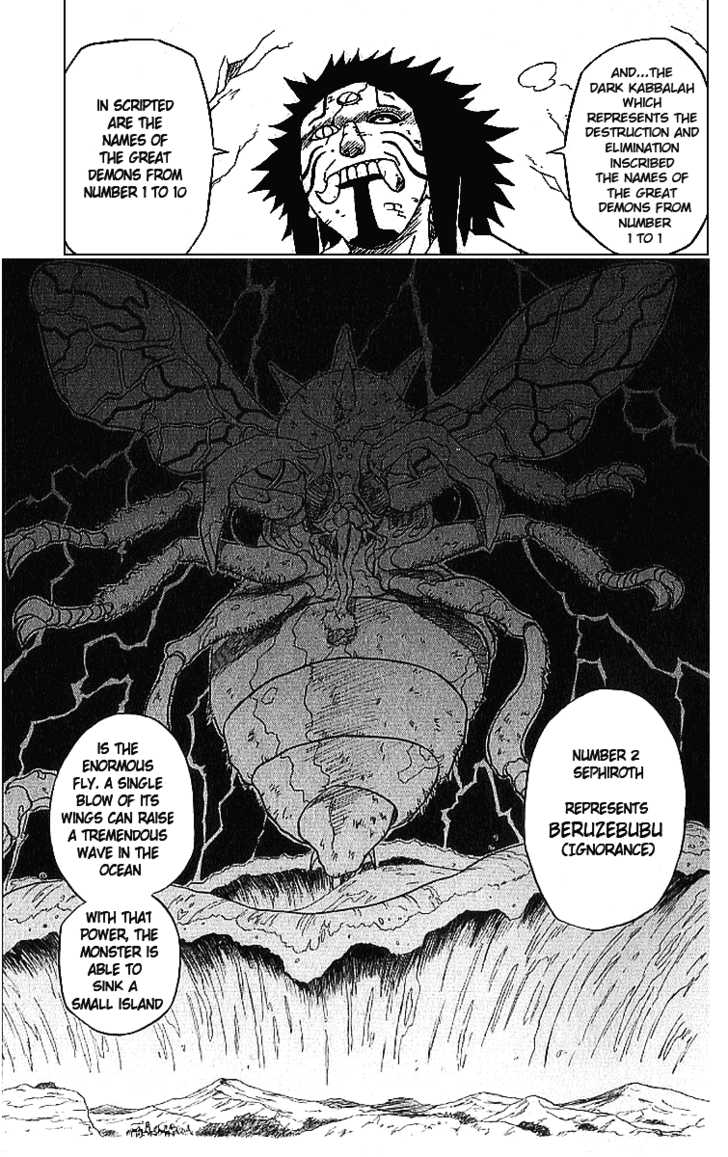 AND...THE
DARK KABBALAH
WHICH
REPRESENTS THE
DESTRUCTION AND
ELIMINATION
INSCRIBED
THE NAMES OF
THE GREAT
DEMONS FROM
NUMBER
1 TO 1
IN SCRIPTED
ARE THE
NAMES OF
THE GREAT
DEMONS FROM
NUMBER 1 TO 10
NUMBER 2
SEPHIROTH
REPRESENTS
BERUZEBUBU
(IGNORANCE)
IS THE
ENORMOUS
FLY. A SINGLE
BLOW OF ITS
WINGS CAN RAISE
A TREMENDOUS
WAVE IN THE
OCEAN
WITH THAT
POWER, THE
MONSTER IS
ABLE TO
SINK A
SMALL ISLAND